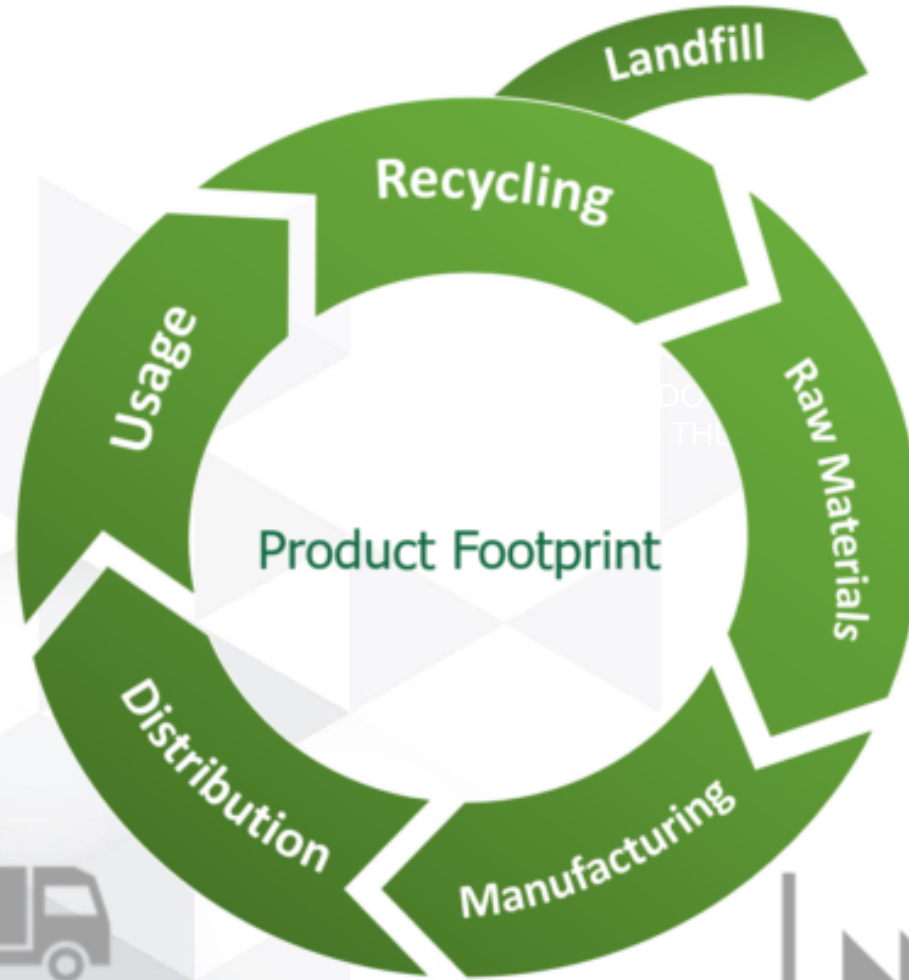 Landfill
Recycling
Usage
Raw Materials
Product Footprint
Distribution
Manufacturing